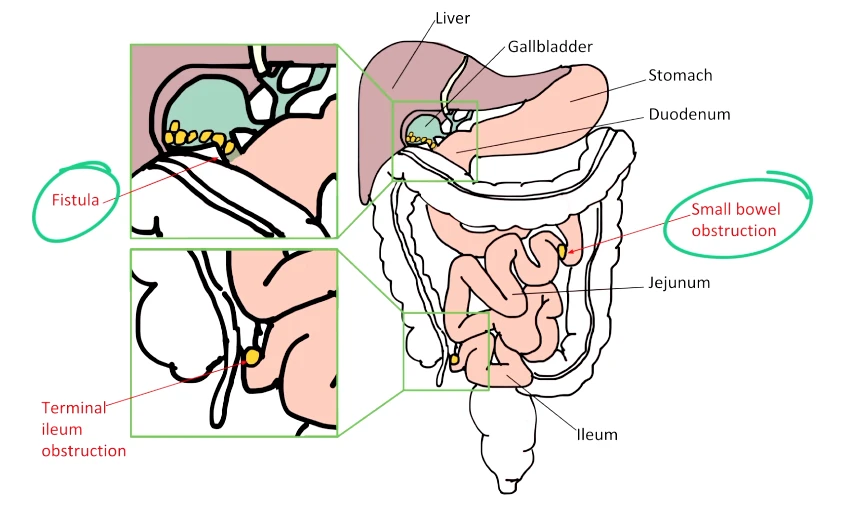 Liver
Gallbladder
Stomach
Duodenum
Fistula
Small bowel
obstruction
Jejunum
Terminal
ileum
obstruction
Ileum